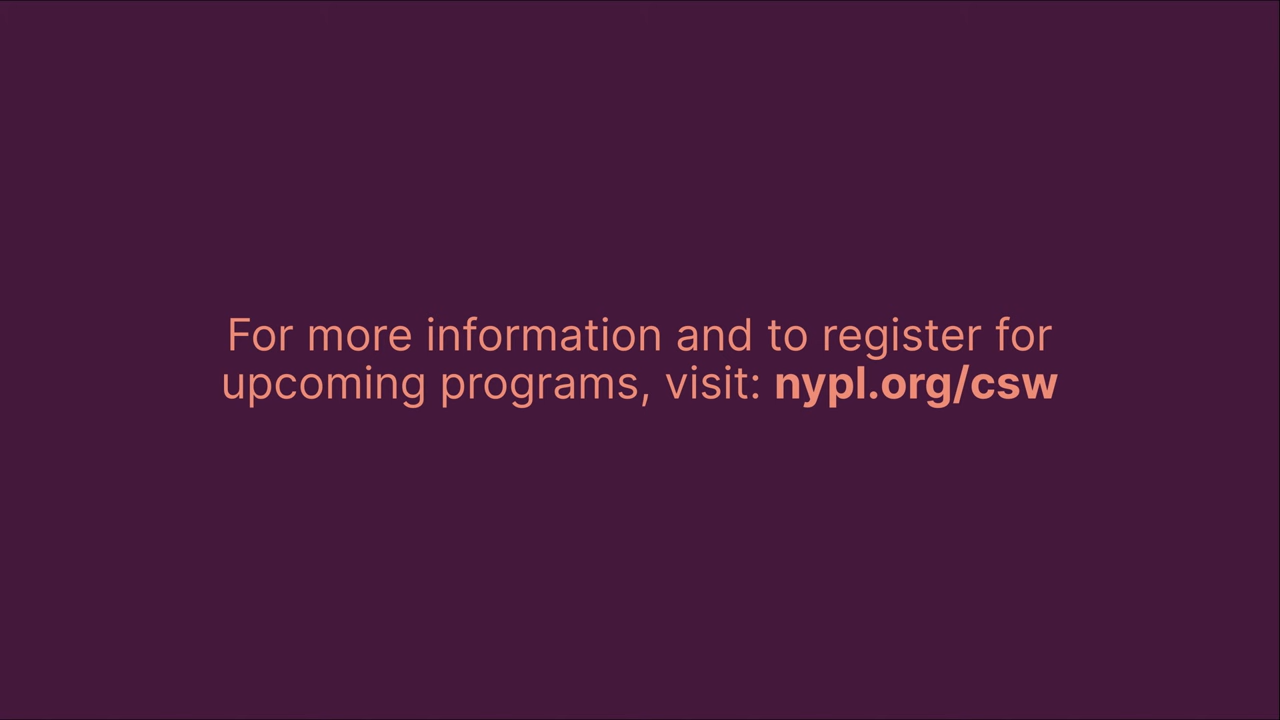 For more information and to register for
upcoming programs, visit: nypl.org/csw